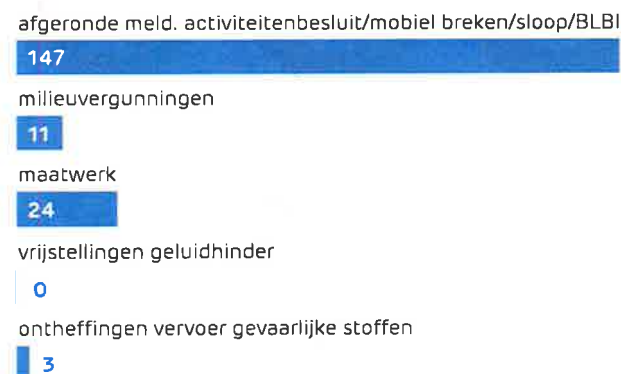 afgeronde meld. activiteitenbesluit/mobiel breken/sloop/BLBI
147
milieuvergunningen
11
maatwerk
24
vrijstellingen geluidhinder
0
ontheffingen vervoer gevaarlijke stoffen
3